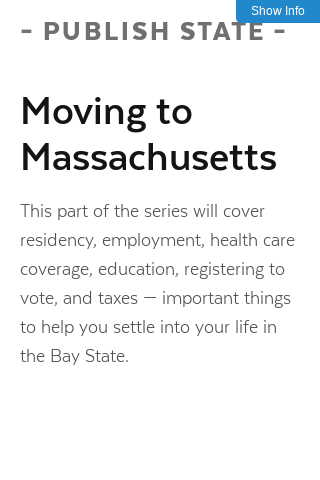 Show Info
– PUBLISH STATE –
Moving to
Massachusetts
This part of the series will cover
residency, employment, health care
coverage, education, registering to
vote, and taxes — important things
to help you settle into your life in
the Bay State.